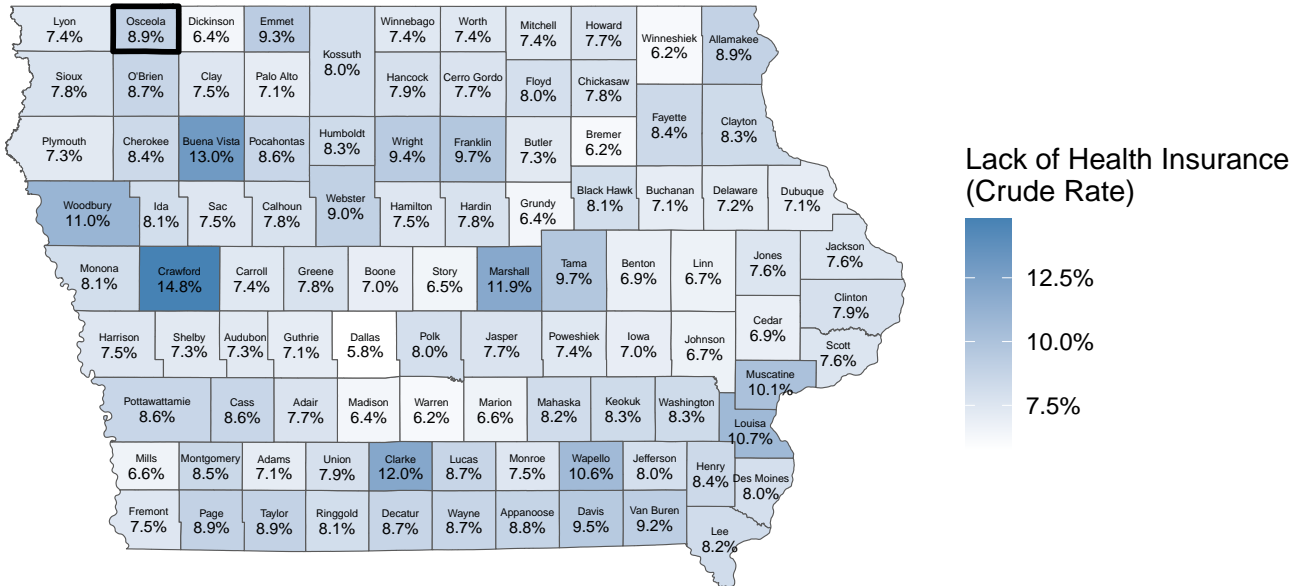 Lyon
7.4%
Osceola
8.9%
Dickinson
6.4%
Emmet
9.3%
Kossuth
8.0%
Winnebago
7.4%
Worth
7.4%
Mitchell
7.4%
Howard
7.7%
Winneshiek
6.2%
Allamakee
8.9%
Sioux
7.8%
O'Brien
8.7%
Clay
7.5%
Palo Alto
7.1%
Hancock
7.9%
Cerro Gordo
7.7%
Floyd
8.0%
Chickasaw
7.8%
Fayette
8.4%
Clayton
8.3%
Plymouth
7.3%
Cherokee
8.4%
Buena Vista
13.0%
Pocahontas
8.6%
Humboldt
8.3%
Wright
9.4%
Franklin
9.7%
Butler
7.3%
Bremer
6.2%
Woodbury
11.0%
Ida
8.1%
Sac
7.5%
Calhoun
7.8%
Webster
9.0%
Hamilton
7.5%
Hardin
7.8%
Grundy
6.4%
Black Hawk
8.1%
Buchanan
7.1%
Delaware
7.2%
Dubuque
7.1%
Monona
8.1%
Crawford
14.8%
Carroll
7.4%
Greene
7.8%
Boone
7.0%
Story
6.5%
Marshall
11.9%
Tama
9.7%
Benton
6.9%
Linn
6.7%
Jones
7.6%
Jackson
7.6%
Clinton
7.9%
Harrison
7.5%
Shelby
7.3%
Audubon
7.3%
Guthrie
7.1%
Dallas
5.8%
Polk
8.0%
Jasper
7.7%
Poweshiek
7.4%
Iowa
7.0%
Johnson
6.7%
Cedar
6.9%
Scott
7.6%
Muscatine
10.1%
Pottawattamie
8.6%
Cass
8.6%
Adair
7.7%
Madison
6.4%
Warren
6.2%
Marion
6.6%
Mahaska
8.2%
Keokuk
8.3%
Washington
8.3%
Louisa
10.7%
Mills
6.6%
Montgomery
8.5%
Adams
7.1%
Union
7.9%
Clarke
12.0%
Lucas
8.7%
Monroe
7.5%
Wapello
10.6%
Jefferson
8.0%
Henry
8.4%
Des Moines
8.0%
Fremont
7.5%
Page
8.9%
Taylor
8.9%
Ringgold
8.1%
Decatur
8.7%
Wayne
8.7%
Appanoose
8.8%
Davis
9.5%
Van Buren
9.2%
Lee
8.2%
Lack of Health Insurance
(Crude Rate)
12.5%
10.0%
7.5%